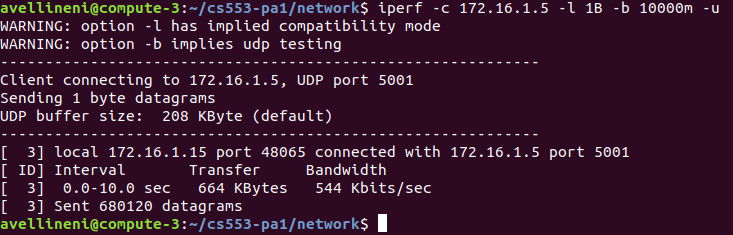 avellineni@compute-3:~/cs553-pa1/network$ iperf -c 172.16.1.5 -l 1B -b 10000m -u
WARNING: option -l has implied compatibility mode
WARNING: option -b implies udp testing
------------------------------------------------------------
Client connecting to 172.16.1.5, UDP port 5001
Sending 1 byte datagrams
UDP buffer size:  208 KByte (default)
------------------------------------------------------------
[  3] local 172.16.1.15 port 48065 connected with 172.16.1.5 port 5001
[ ID] Interval       Transfer     Bandwidth
[  3]  0.0-10.0 sec   664 KBytes   544 Kbits/sec
[  3] Sent 680120 datagrams
avellineni@compute-3:~/cs553-pa1/network$